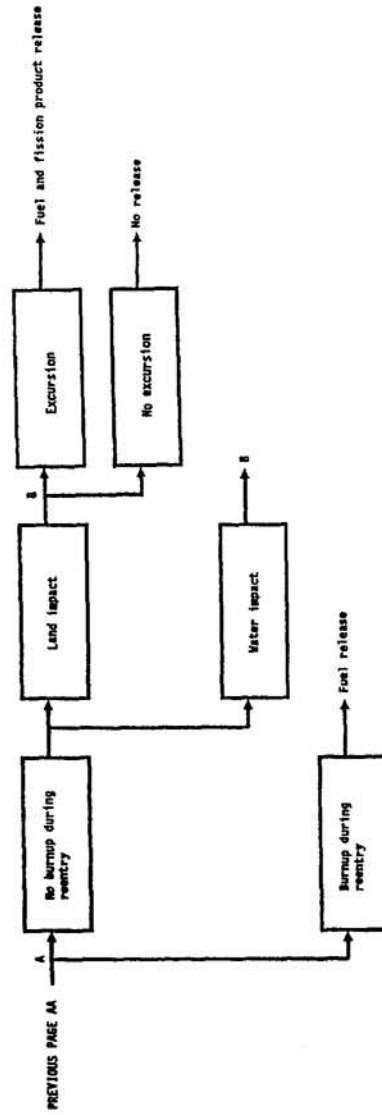 PREVIOUS PAGE AA
A
No burnup during
reentry
Land impact
B
Excursion
Fuel and fission product release
No excursion
No release
Water impact
B
Burnup during
reentry
Fuel release